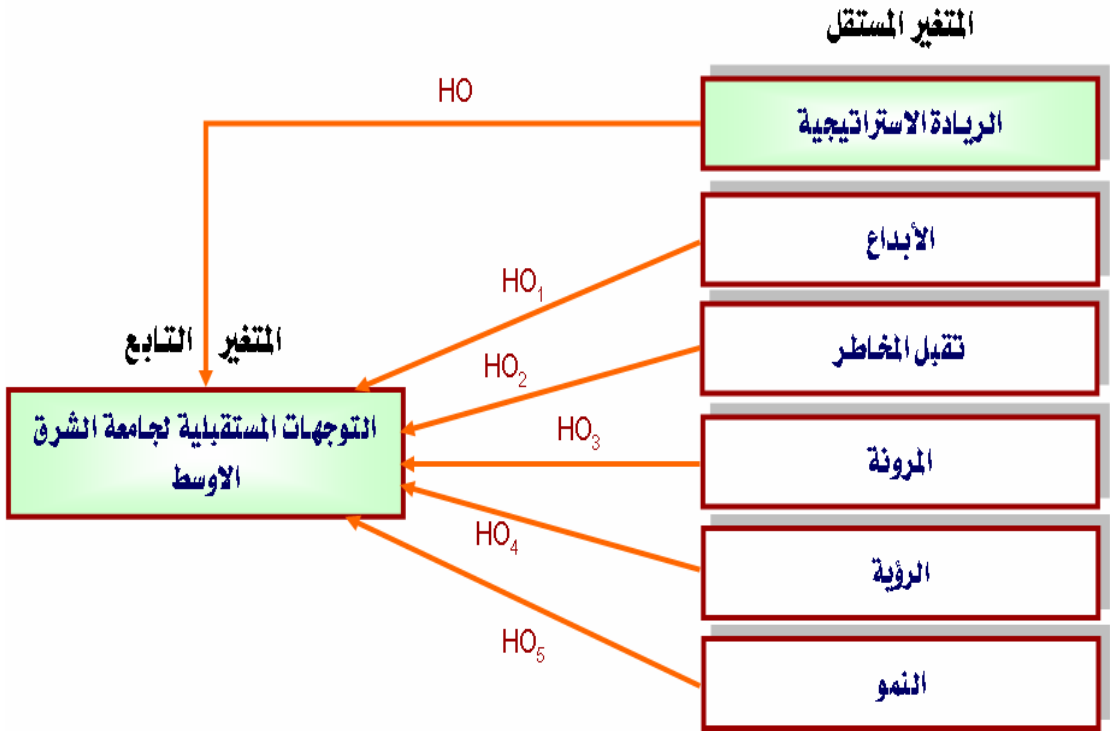 المتغير المستقل
الريادة الاستراتيجية
HO
الأبداع
HO1
تقبل المخاطر
HO2
المرونة
HO3
الرؤية
HO4
النمو
HO5
المتغير التابع
التوجهات المستقبلية لجامعة الشرق
الاوسط